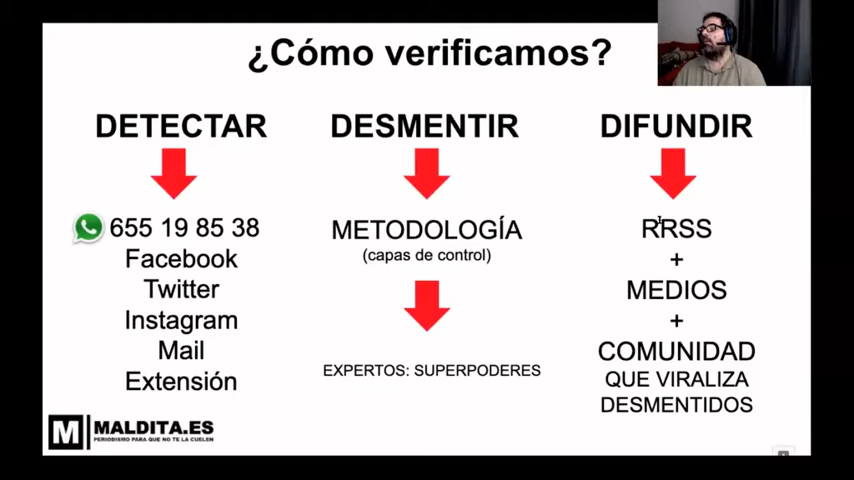 ¿Cómo verificamos?
DETECTAR
655 19 85 38
Facebook
Twitter
Instagram
Mail
Extensión
DESMENTIR
METODOLOGÍA
(capas de control)
EXPERTOS: SUPERPODERES
DIFUNDIR
RRSS
+
MEDIOS
+
COMUNIDAD
QUE VIRALIZA
DESMENTIDOS
M MALDITA.ES
PERIODISMO PARA QUE NO TE LA CUELEN